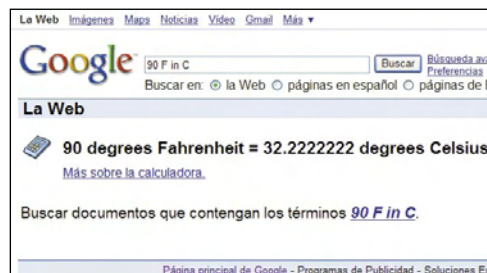 La Web Imágenes Maps Noticias Vídeo Gmail Más ▼
Google 90 F in C Buscar Búsqueda
Preferencias
Buscar en: la Web páginas en español páginas de
La Web
90 degrees Fahrenheit = 32.2222222 degrees Celsius
Más sobre la calculadora.
Buscar documentos que contengan los términos 90 F in C.
Página principal de Google - Programas de Publicidad - Soluciones